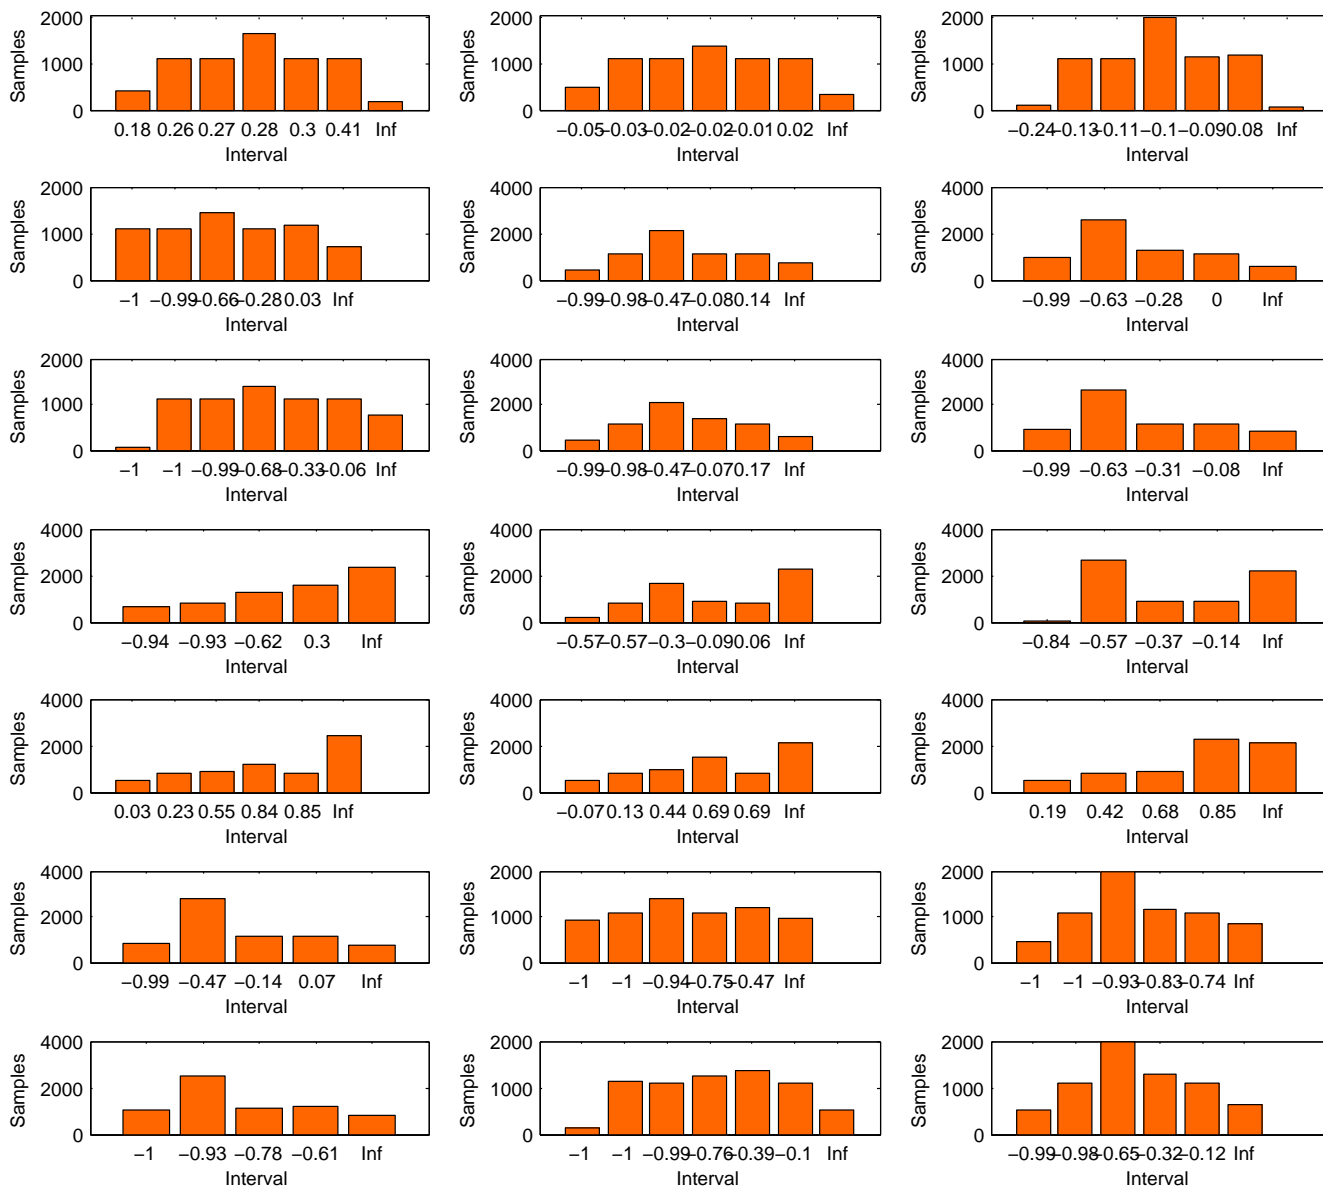 2000 2000 2000
Samples Samples Samples
1000 1000 1000
0 0 0
0.18 0.26 0.27 0.28 0.3 0.41 Inf −0.05 −0.03 −0.02 −0.02 −0.01 0.02 Inf −0.24 −0.13 −0.11 −0.1 −0.09 0.08 Inf
Interval Interval Interval
2000 4000 4000
Samples Samples Samples
1000 2000 2000
0 0 0
−1 −0.99 −0.66 −0.28 0.03 Inf −0.99 −0.98 −0.47 −0.08 0.14 Inf −0.99 −0.63 −0.28 0 Inf
Interval Interval Interval
2000 4000 4000
Samples Samples Samples
1000 2000 2000
0 0 0
−1 −1 −0.99 −0.68 −0.33 −0.06 Inf −0.99 −0.98 −0.47 −0.07 0.17 Inf −0.99 −0.63 −0.31 −0.08 Inf
Interval Interval Interval
4000 4000 4000
Samples Samples Samples
2000 2000 2000
0 0 0
−0.94 −0.93 −0.62 0.3 Inf −0.57 −0.57 −0.3 −0.09 0.06 Inf −0.84 −0.57 −0.37 −0.14 Inf
Interval Interval Interval
4000 4000 4000
Samples Samples Samples
2000 2000 2000
0 0 0
0.03 0.23 0.55 0.84 0.85 Inf −0.07 0.13 0.44 0.69 0.69 Inf 0.19 0.42 0.68 0.85 Inf
Interval Interval Interval
4000 2000 2000
Samples Samples Samples
2000 1000 1000
0 0 0
−0.99 −0.47 −0.14 0.07 Inf −1 −1 −0.94 −0.75 −0.47 Inf −1 −1 −0.93 −0.83 −0.74 Inf
Interval Interval Interval
4000 2000 2000
Samples Samples Samples
2000 1000 1000
0 0 0
−1 −0.93 −0.78 −0.61 Inf −1 −1 −0.99 −0.76 −0.39 −0.1 Inf −0.99 −0.98 −0.65 −0.32 −0.12 Inf
Interval Interval Interval